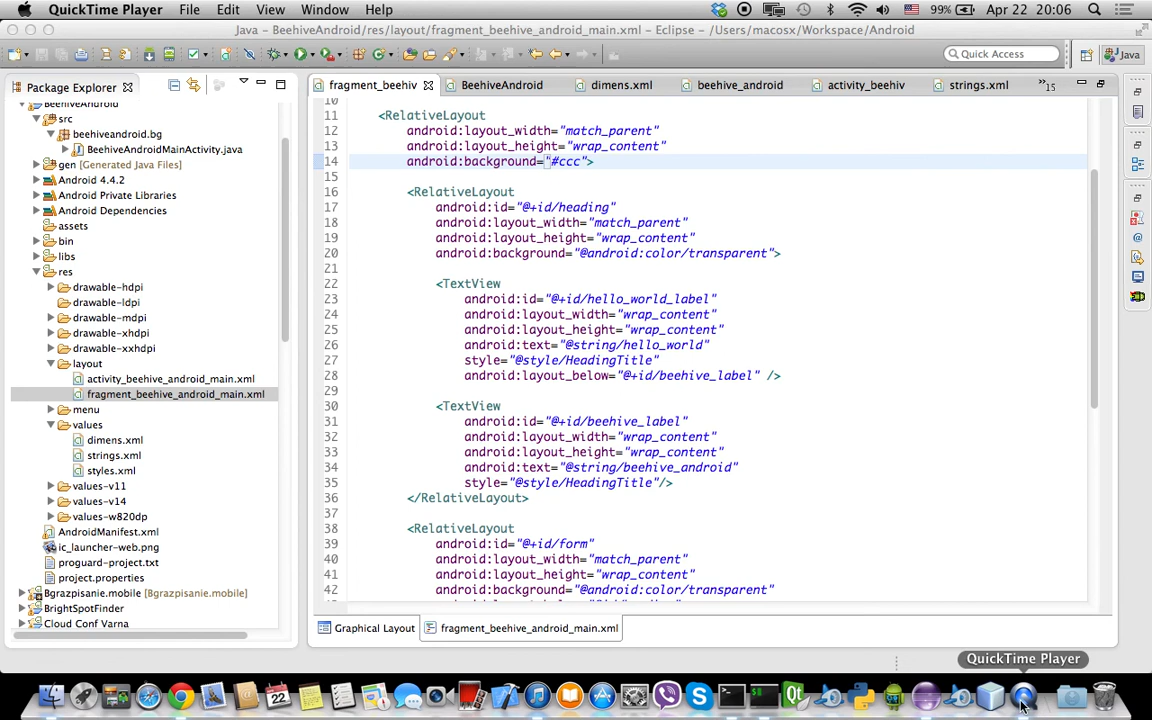 QuickTime Player File Edit View Window Help 99% Apr 22 20:06
Java – BeehiveAndroid/res/layout/fragment_beehive_android_main.xml – Eclipse – /Users/macosx/Workspace/Android
Quick Access
Java
Package Explorer
fragment_beehiv
BeehiveAndroid
dimens.xml
beehive_android
activity_beehiv
strings.xml
»15
BeehiveAndroid
src
beehiveandroid.bg
BeehiveAndroidMainActivity.java
gen [Generated Java Files]
Android 4.4.2
Android Private Libraries
Android Dependencies
assets
bin
libs
res
drawable-hdpi
drawable-ldpi
drawable-mdpi
drawable-xhdpi
drawable-xxhdpi
layout
activity_beehive_android_main.xml
fragment_beehive_android_main.xml
menu
values
dimens.xml
strings.xml
styles.xml
values-v11
values-v14
values-w820dp
AndroidManifest.xml
ic_launcher-web.png
proguard-project.txt
project.properties
Bgrazpisanie.mobile [Bgrazpisanie.mobile]
BrightSpotFinder
Cloud Conf Varna
10
11 <RelativeLayout
12 android:layout_width="match_parent"
13 android:layout_height="wrap_content"
14 android:background="#ccc">
15
16 <RelativeLayout
17 android:id="@+id/heading"
18 android:layout_width="match_parent"
19 android:layout_height="wrap_content"
20 android:background="@android:color/transparent">
21
22 <TextView
23 android:id="@+id/hello_world_label"
24 android:layout_width="wrap_content"
25 android:layout_height="wrap_content"
26 android:text="@string/hello_world"
27 style="@style/HeadingTitle"
28 android:layout_below="@+id/beehive_label" />
29
30 <TextView
31 android:id="@+id/beehive_label"
32 android:layout_width="wrap_content"
33 android:layout_height="wrap_content"
34 android:text="@string/beehive_android"
35 style="@style/HeadingTitle"/>
36 </RelativeLayout>
37
38 <RelativeLayout
39 android:id="@+id/form"
40 android:layout_width="match_parent"
41 android:layout_height="wrap_content"
42 android:background="@android:color/transparent"
Graphical Layout
fragment_beehive_android_main.xml
QuickTime Player
22